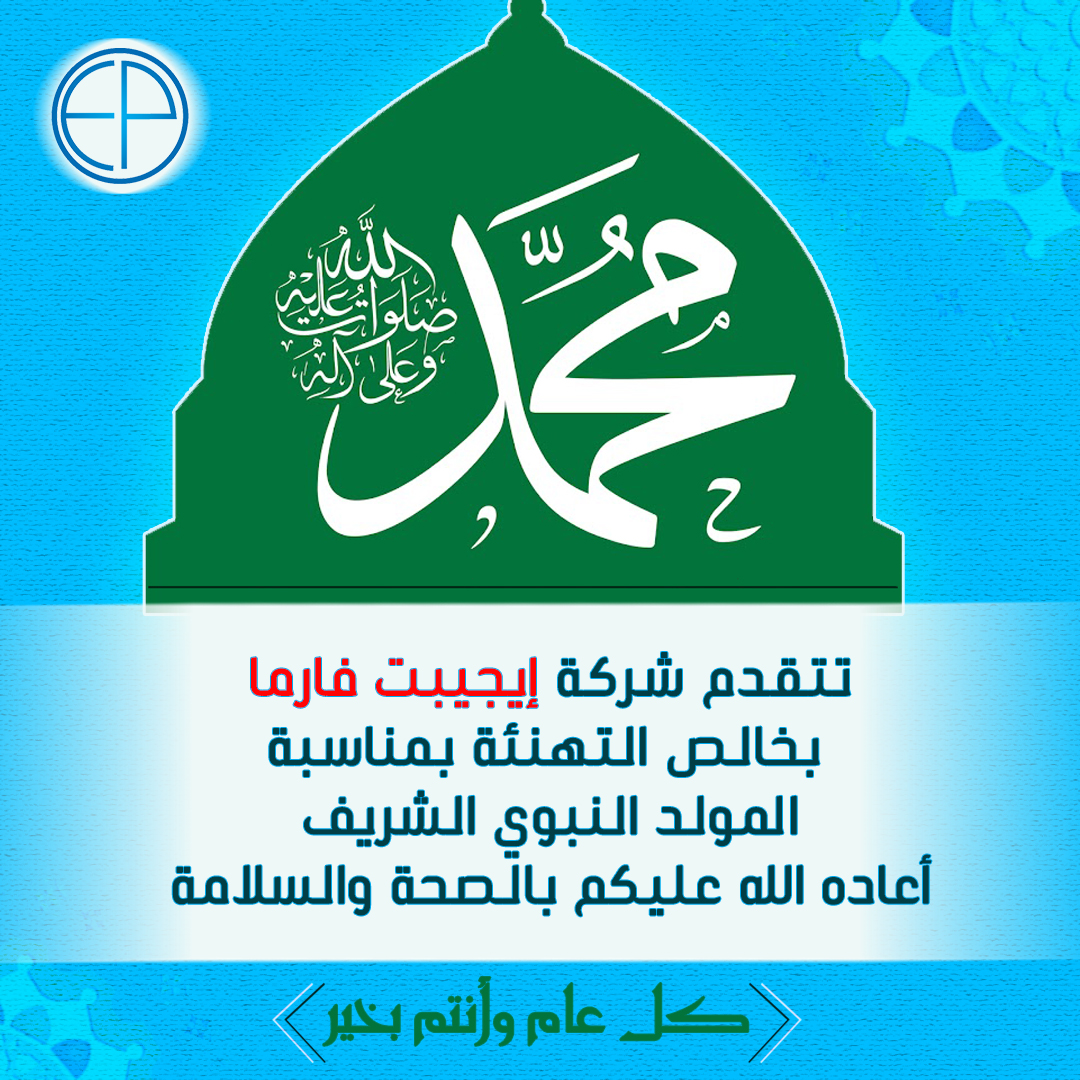 EP
محمد
صلوات الله عليه وعلى آله
تتقدم شركة إيجيبت فارما
بخالص التهنئة بمناسبة
المولد النبوي الشريف
أعاده الله عليكم بالصحة والسلامة
كل عام وأنتم بخير